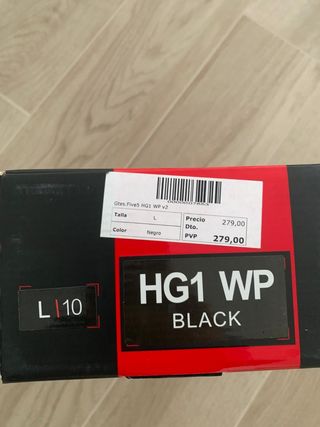 Gtes.Five5 HG1 WP v2
Talla L Precio 279,00
Dto.
Color Negro PVP 279,00
L|10
HG1 WP
BLACK